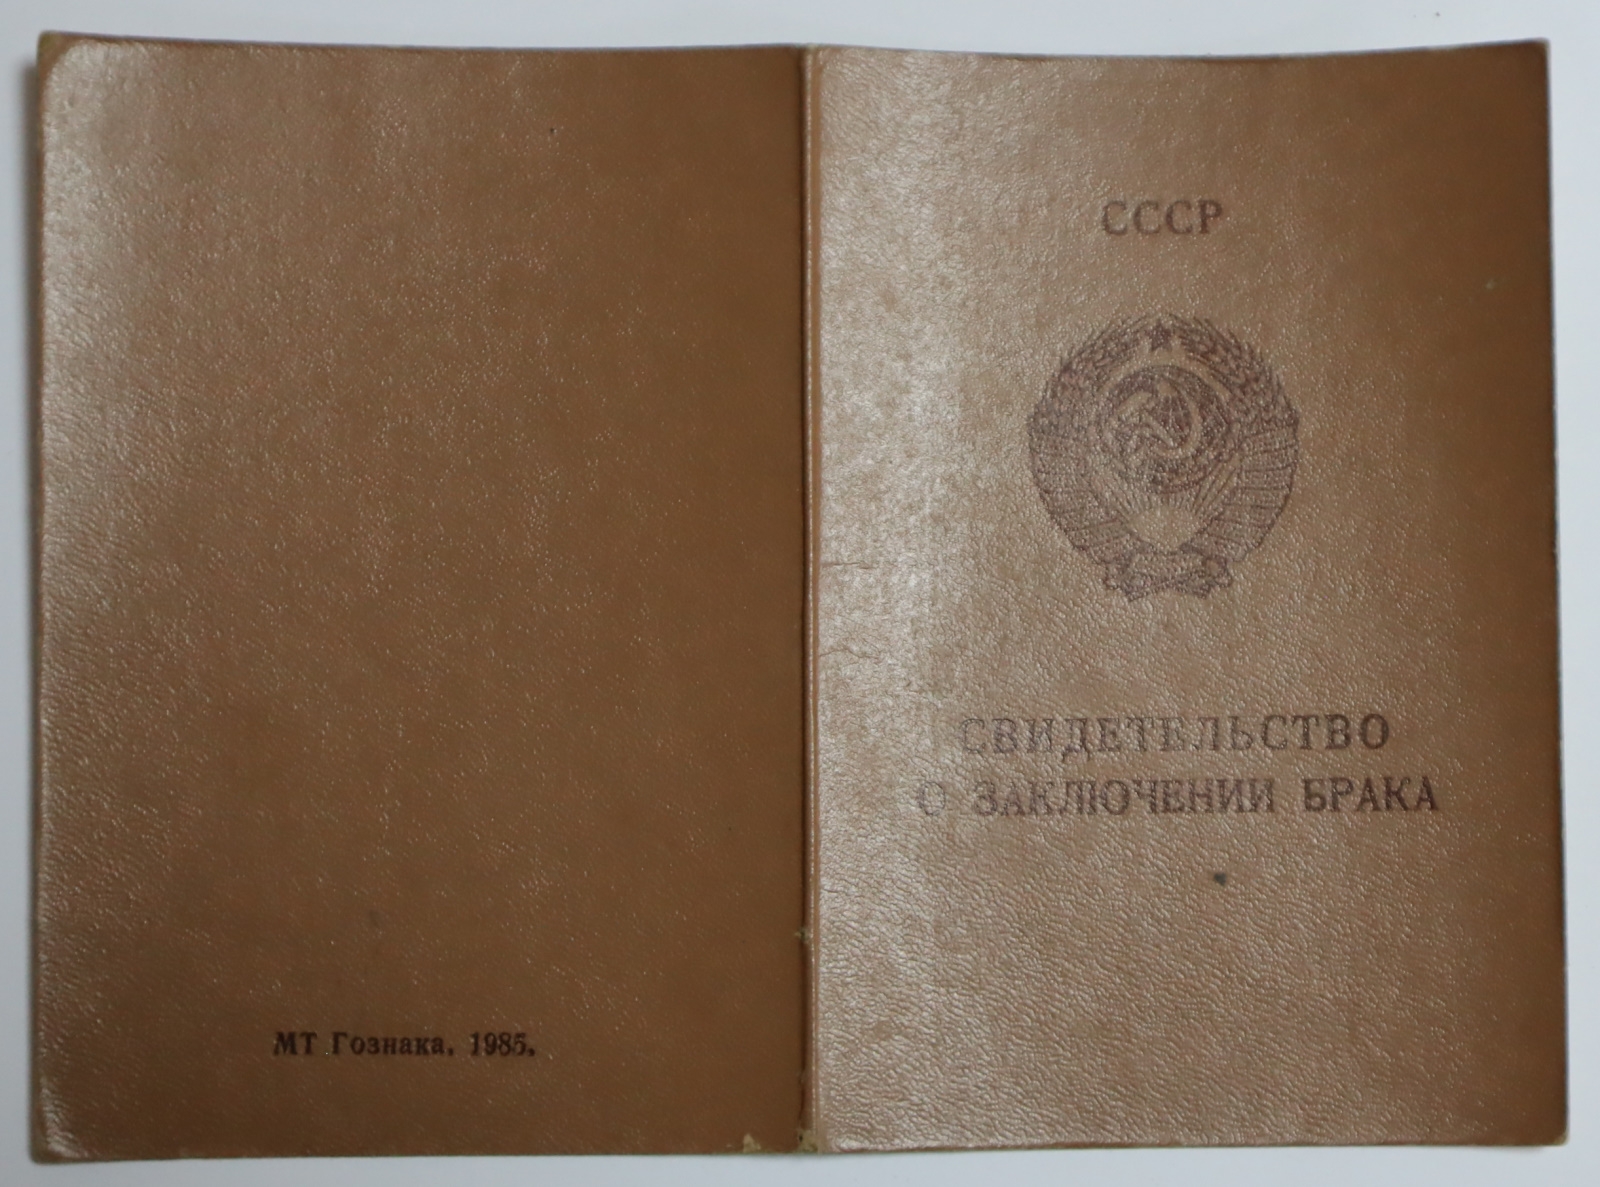 СССР
СВИДЕТЕЛЬСТВО
О ЗАКЛЮЧЕНИИ БРАКА
МТ Гознака. 1985.